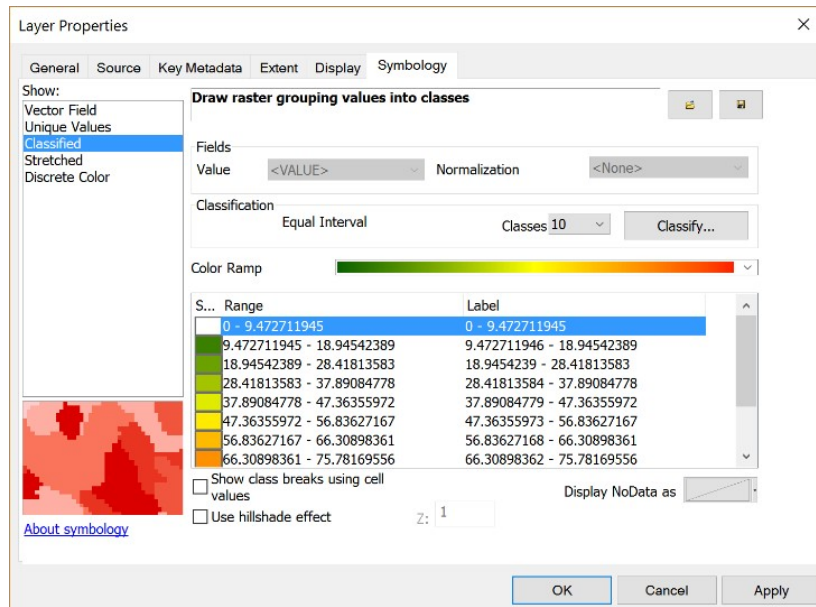 Layer Properties
General Source Key Metadata Extent Display Symbology
Show:
Vector Field
Unique Values
Classified
Stretched
Discrete Color
About symbology
Draw raster grouping values into classes
Fields
Value <VALUE> Normalization <None>
Classification
Equal Interval Classes 10 Classify...
Color Ramp
S... Range Label
0 - 9.472711945 0 - 9.472711945
9.472711945 - 18.94542389 9.472711946 - 18.94542389
18.94542389 - 28.41813583 18.9454239 - 28.41813583
28.41813583 - 37.89084778 28.41813584 - 37.89084778
37.89084778 - 47.36355972 37.89084779 - 47.36355972
47.36355972 - 56.83627167 47.36355973 - 56.83627167
56.83627167 - 66.30898361 56.83627168 - 66.30898361
66.30898361 - 75.78169556 66.30898362 - 75.78169556
Show class breaks using cell
values
Display NoData as
Use hillshade effect Z: 1
OK Cancel Apply